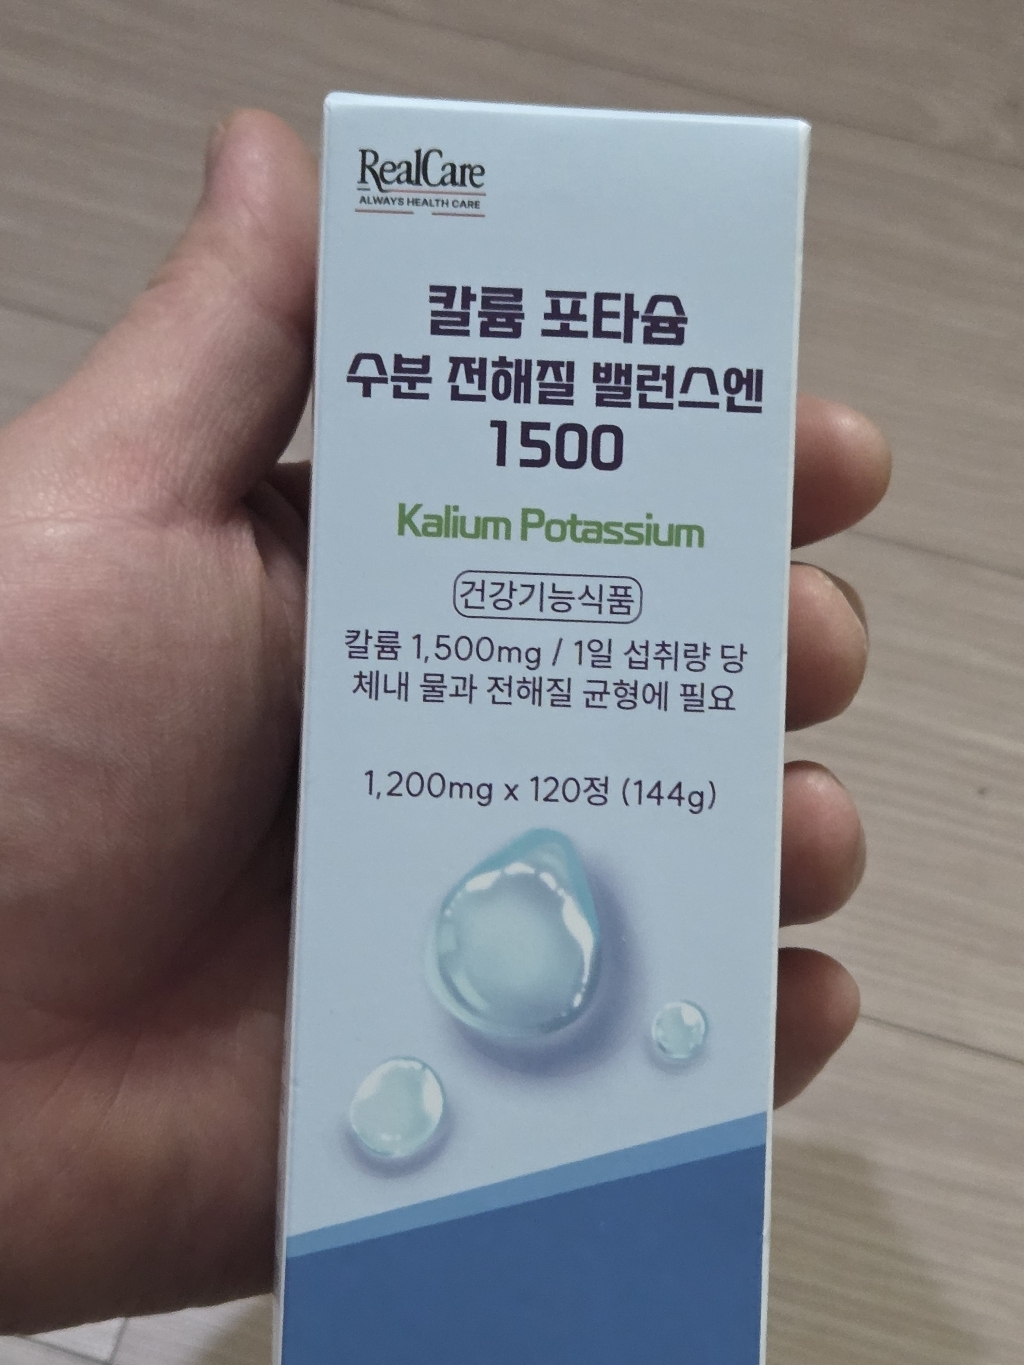 RealCare
ALWAYS HEALTH CARE
칼륨 포타슘
수분 전해질 밸런스엔
1500
Kalium Potassium
건강기능식품
칼륨 1,500mg / 1일 섭취량 당
체내 물과 전해질 균형에 필요
1,200mg x 120정 (144g)